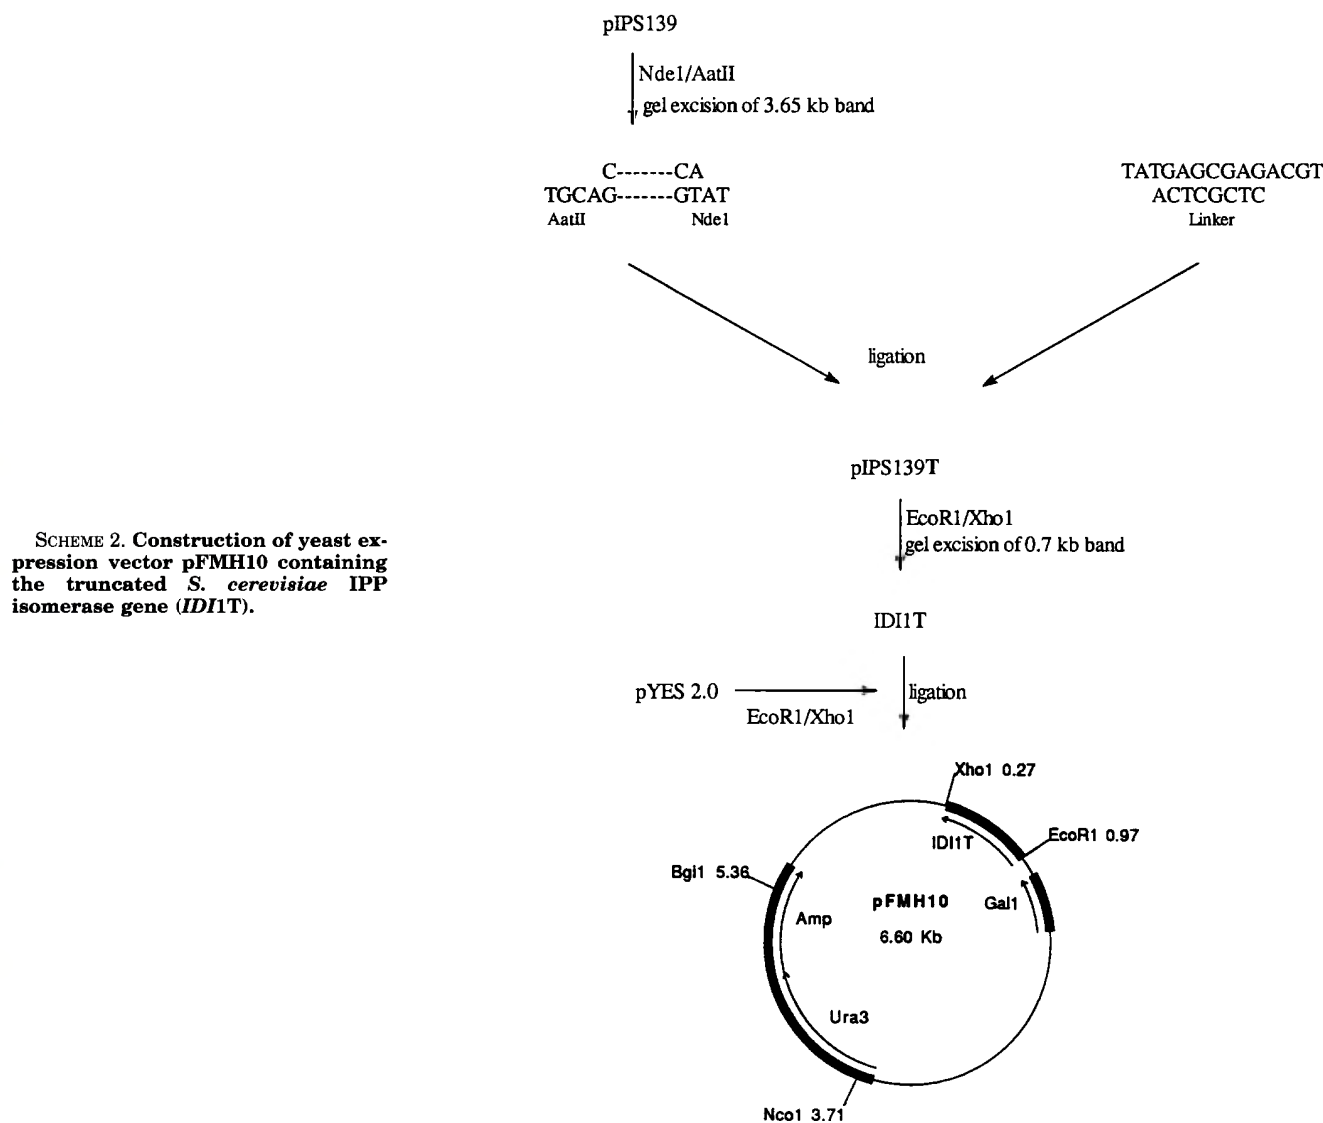 pIPS139
Nde1/AatII
gel excision of 3.65 kb band
C-------CA
TGCAG-------GTAT
AatII Nde1
TATGAGCGAGACGT
ACTCGCTC
Linker
ligation
pIPS139T
EcoR1/Xho1
gel excision of 0.7 kb band
SCHEME 2. Construction of yeast ex-
pression vector pFMH10 containing
the truncated S. cerevisiae IPP
isomerase gene (IDI1T).
IDI1T
pYES 2.0
ligation
EcoR1/Xho1
Xho1 0.27
EcoR1 0.97
IDI1T
Bgl1 5.36
Amp
pFMH10
6.60 Kb
Gal1
Ura3
Nco1 3.71